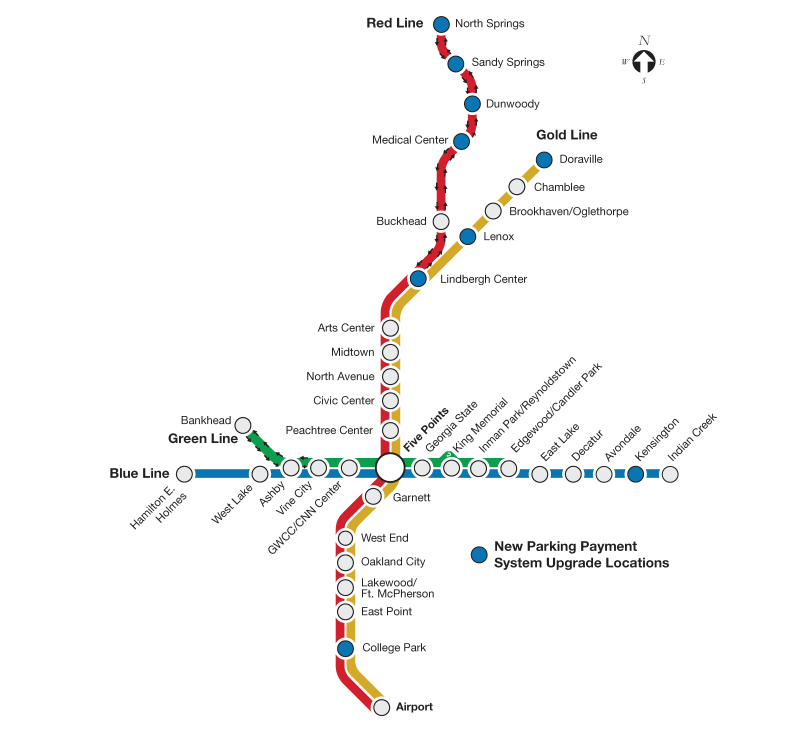 Red Line
North Springs
N
W
E
S
Sandy Springs
Dunwoody
Gold Line
Medical Center
Doraville
Chamblee
Brookhaven/Oglethorpe
Buckhead
Lenox
Lindbergh Center
Arts Center
Midtown
North Avenue
Civic Center
Peachtree Center
Five Points
Georgia State
King Memorial
Inman Park/Reynoldstown
Edgewood/Candler Park
East Lake
Decatur
Avondale
Kensington
Indian Creek
Bankhead
Green Line
Blue Line
Hamilton E.
Holmes
West Lake
Ashby
Vine City
GWCC/CNN Center
Garnett
West End
Oakland City
Lakewood/
Ft. McPherson
East Point
College Park
Airport
New Parking Payment
System Upgrade Locations